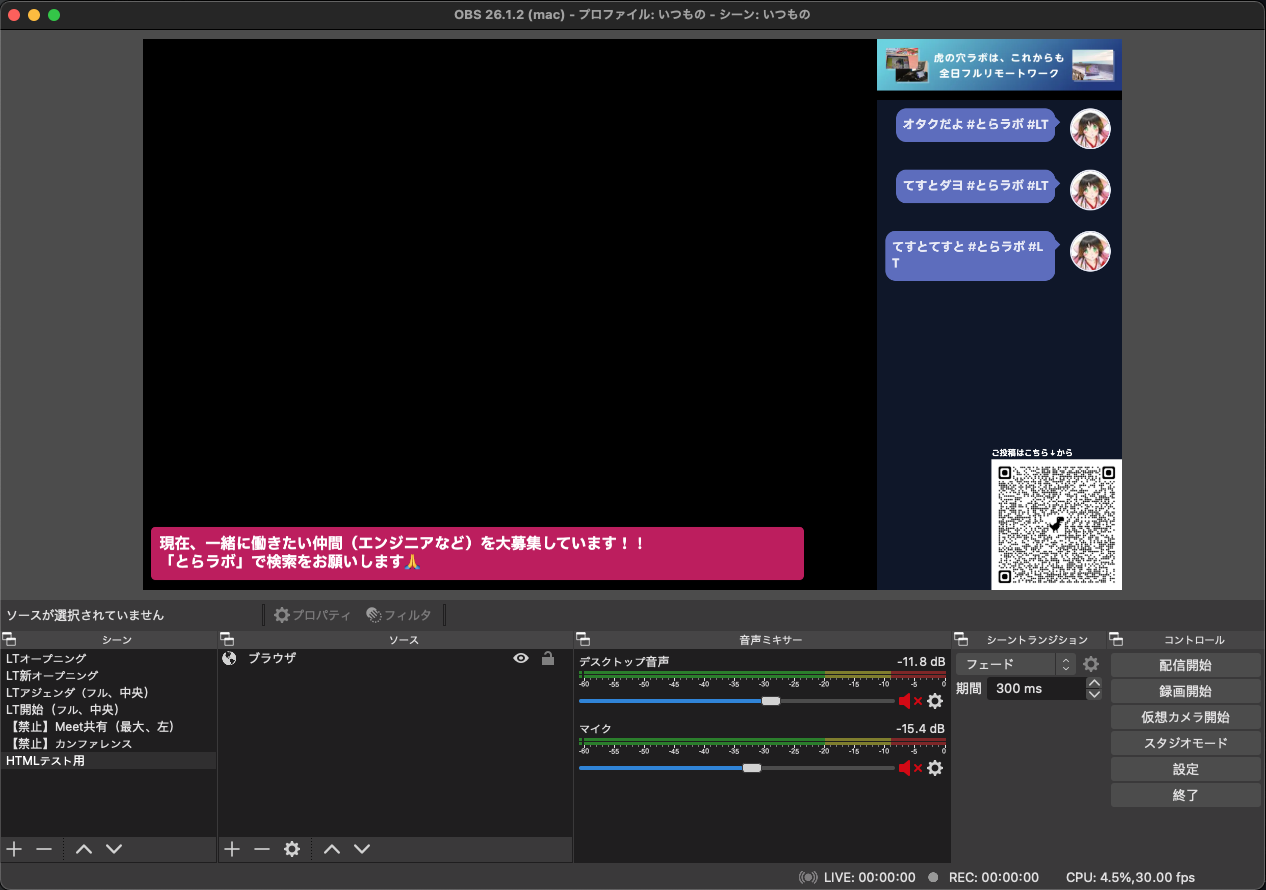 OBS 26.1.2 (mac) - プロファイル: いつもの - シーン: いつもの
虎の穴ラボは、これからも
全日フルリモートワーク
オタクだよ #とらラボ #LT
てすとダヨ #とらラボ #LT
てすとてすと #とらラボ #L
T
ご投稿はこちら↓から
現在、一緒に働きたい仲間（エンジニアなど）を大募集しています！！
「とらラボ」で検索をお願いします🙏
ソースが選択されていません
プロパティ
フィルタ
シーン
LTオープニング
LT新オープニング
LTアジェンダ（フル、中央）
LT開始（フル、中央）
【禁止】Meet共有（最大、左）
【禁止】カンファレンス
HTMLテスト用
ソース
ブラウザ
音声ミキサー
デスクトップ音声
-11.8 dB
-60 -55 -50 -45 -40 -35 -30 -25 -20 -15 -10 -5 0
マイク
-15.4 dB
-60 -55 -50 -45 -40 -35 -30 -25 -20 -15 -10 -5 0
シーントランジション
フェード
期間
300 ms
コントロール
配信開始
録画開始
仮想カメラ開始
スタジオモード
設定
終了
LIVE: 00:00:00
REC: 00:00:00
CPU: 4.5%,30.00 fps